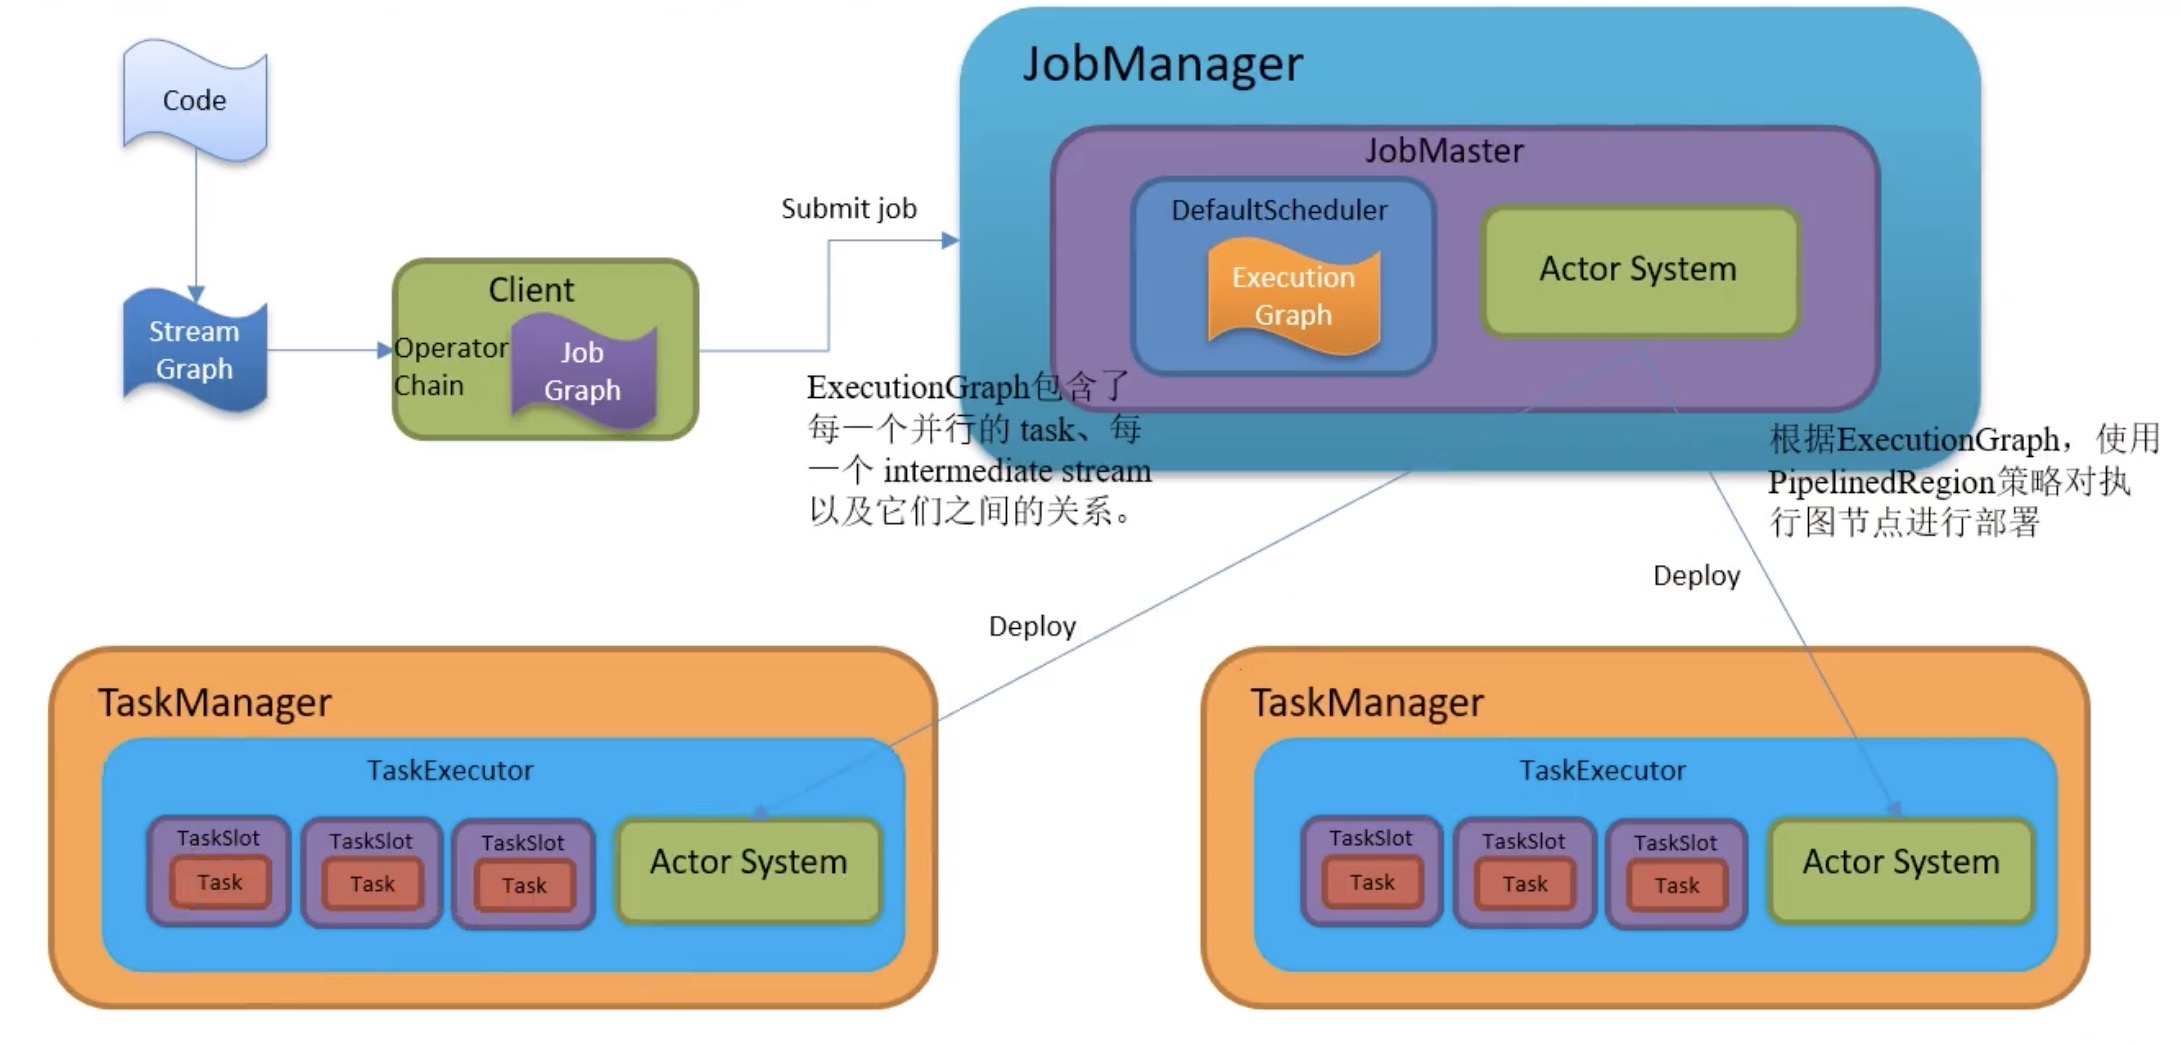 Code
Stream
Graph
Client
Operator
Chain
Job
Graph
Submit job
JobManager
JobMaster
DefaultScheduler
Execution
Graph
Actor System
ExecutionGraph包含了
每一个并行的 task、每
一个 intermediate stream
以及它们之间的关系。
根据ExecutionGraph，使用
PipelinedRegion策略对执
行图节点进行部署
Deploy
Deploy
TaskManager
TaskExecutor
TaskSlot
Task
TaskSlot
Task
TaskSlot
Task
Actor System
TaskManager
TaskExecutor
TaskSlot
Task
TaskSlot
Task
TaskSlot
Task
Actor System